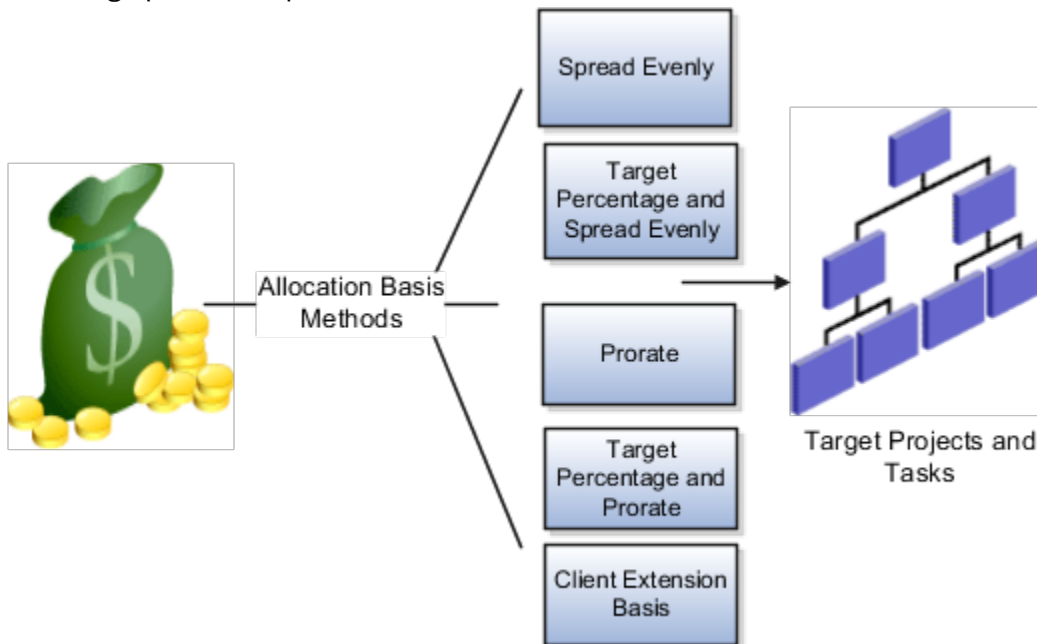 Spread Evenly
Target
Percentage and
Spread Evenly
$
Allocation Basis
Methods
Prorate
Target
Percentage and
Prorate
Client Extension
Basis
Target Projects and
Tasks